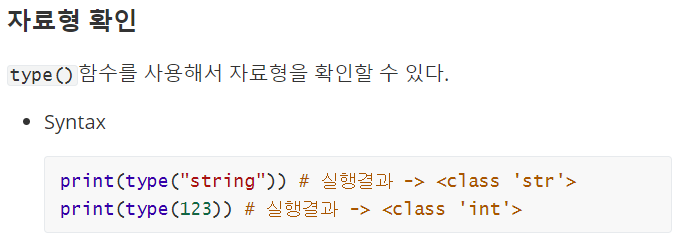 자료형 확인
type()함수를 사용해서 자료형을 확인할 수 있다.
Syntax
print(type("string")) # 실행결과 -> <class 'str'>
print(type(123)) # 실행결과 -> <class 'int'>